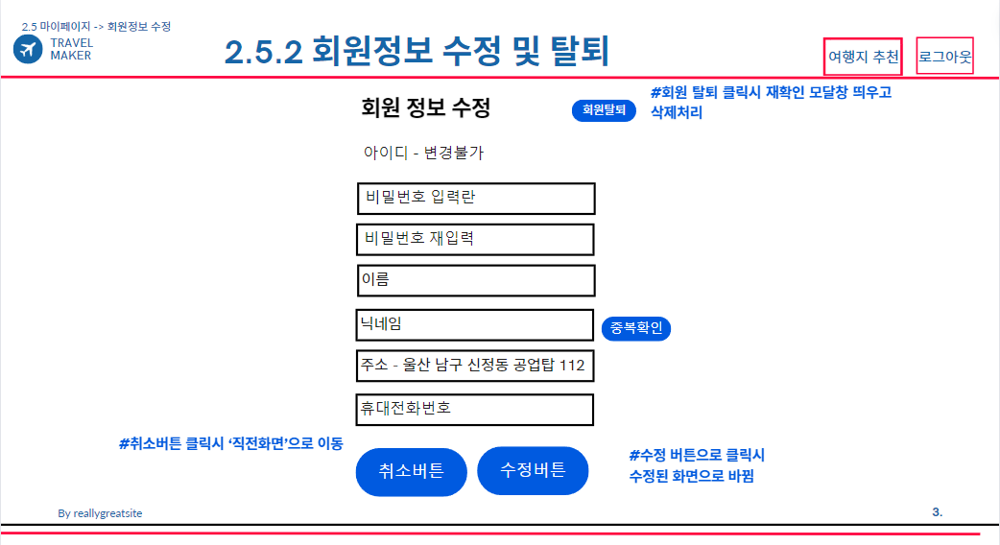 2.5 마이페이지 -> 회원정보 수정
TRAVEL
MAKER
2.5.2 회원정보 수정 및 탈퇴
여행지 추천
로그아웃
회원 정보 수정
회원탈퇴
#회원 탈퇴 클릭시 재확인 모달창 띄우고
삭제처리
아이디 - 변경불가
비밀번호 입력란
비밀번호 재입력
이름
닉네임
중복확인
주소 - 울산 남구 신정동 공업탑 112
휴대전화번호
#취소버튼 클릭시 ‘직전화면’으로 이동
취소버튼
수정버튼
#수정 버튼으로 클릭시
수정된 화면으로 바뀜
By reallygreatsite
3.